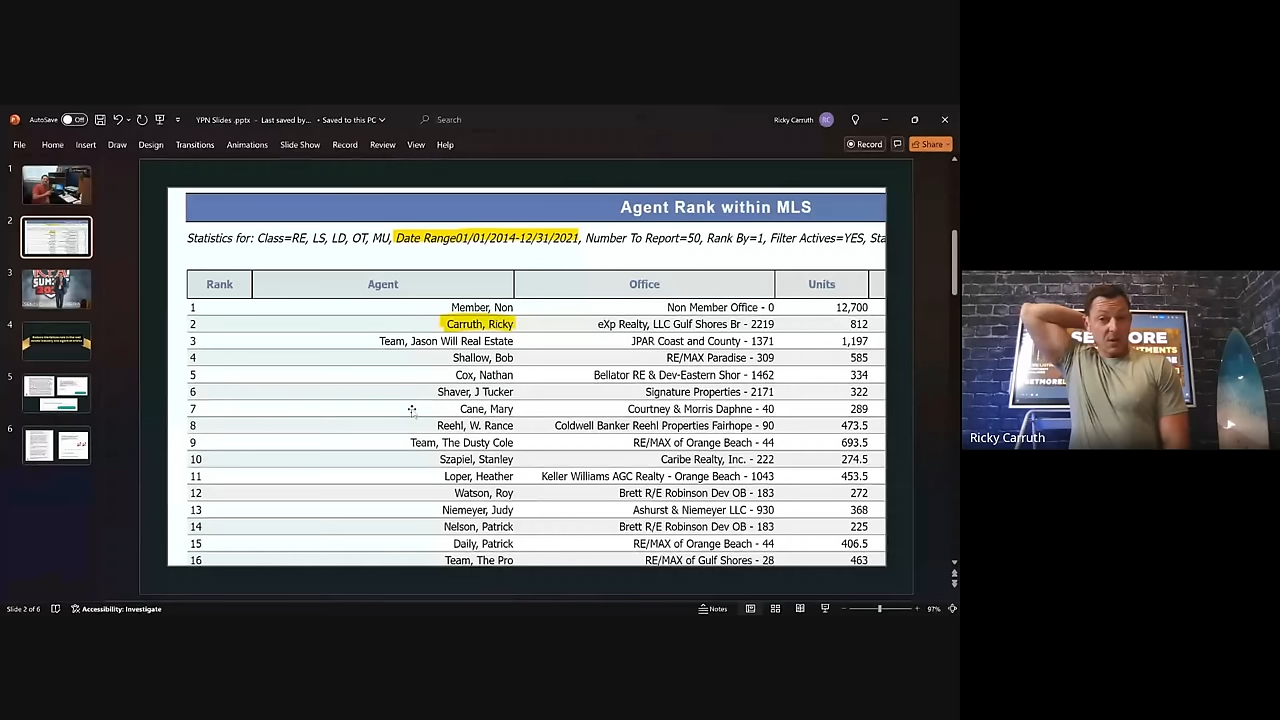 AutoSave Off YPN Slides .pptx - Last saved by... • Saved to this PC Search Ricky Carruth RC
File Home Insert Draw Design Transitions Animations Slide Show Record Review View Help Record Share
1
2
3
4
5
6
Agent Rank within MLS
Statistics for: Class=RE, LS, LD, OT, MU, Date Range01/01/2014-12/31/2021, Number To Report=50, Rank By=1, Filter Actives=YES, Sta
Rank Agent Office Units
1 Member, Non Non Member Office - 0 12,700
2 Carruth, Ricky eXp Realty, LLC Gulf Shores Br - 2219 812
3 Team, Jason Will Real Estate JPAR Coast and County - 1371 1,197
4 Shallow, Bob RE/MAX Paradise - 309 585
5 Cox, Nathan Bellator RE & Dev-Eastern Shor - 1462 334
6 Shaver, J Tucker Signature Properties - 2171 322
7 Cane, Mary Courtney & Morris Daphne - 40 289
8 Reehl, W. Rance Coldwell Banker Reehl Properties Fairhope - 90 473.5
9 Team, The Dusty Cole RE/MAX of Orange Beach - 44 693.5
10 Szapiel, Stanley Caribe Realty, Inc. - 222 274.5
11 Loper, Heather Keller Williams AGC Realty - Orange Beach - 1043 453.5
12 Watson, Roy Brett R/E Robinson Dev OB - 183 272
13 Niemeyer, Judy Ashurst & Niemeyer LLC - 930 368
14 Nelson, Patrick Brett R/E Robinson Dev OB - 183 225
15 Daily, Patrick RE/MAX of Orange Beach - 44 406.5
16 Team, The Pro RE/MAX of Gulf Shores - 28 463
Slide 2 of 6 Accessibility: Investigate Notes 97%
Ricky Carruth